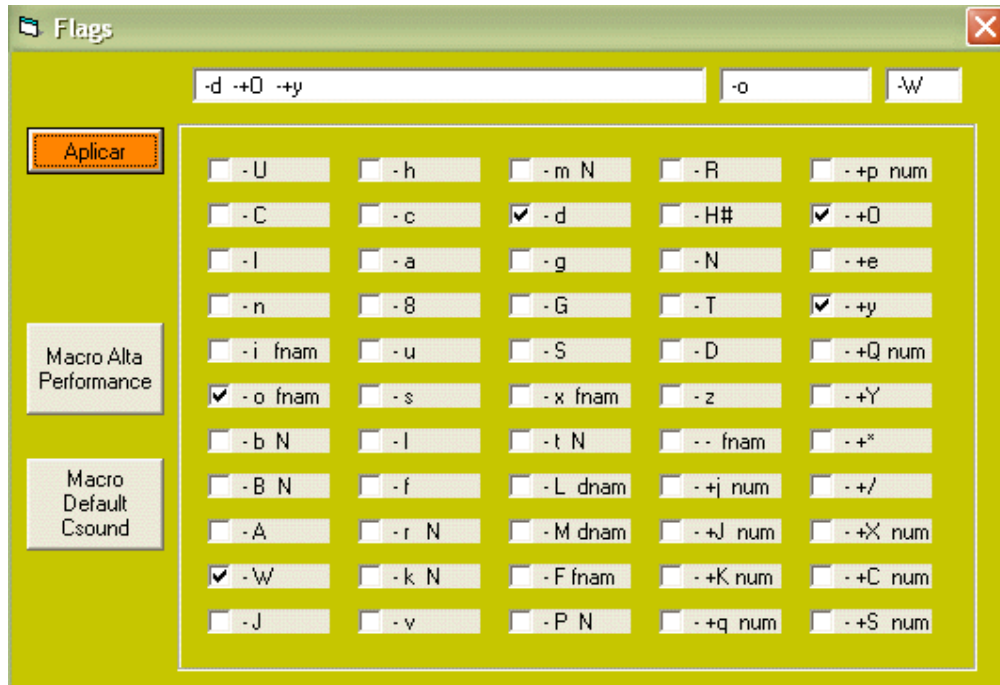 Flags
-d -+O -+y -o -W
Aplicar
- U - h - m N - R - +p num
- C - c - d - H# - +O
- I - a - g - N - +e
- n - 8 - G - T - +y
- i fnam - u - S - D - +Q num
- o fnam - s - x fnam - z - +Y
- b N - l - t N - - fnam - +*
- B N - f - L dnam - +j num - +/
- A - r N - M dnam - +J num - +X num
- W - k N - F fnam - +K num - +C num
- J - v - P N - +q num - +S num
Macro Alta
Performance
Macro
Default
Csound